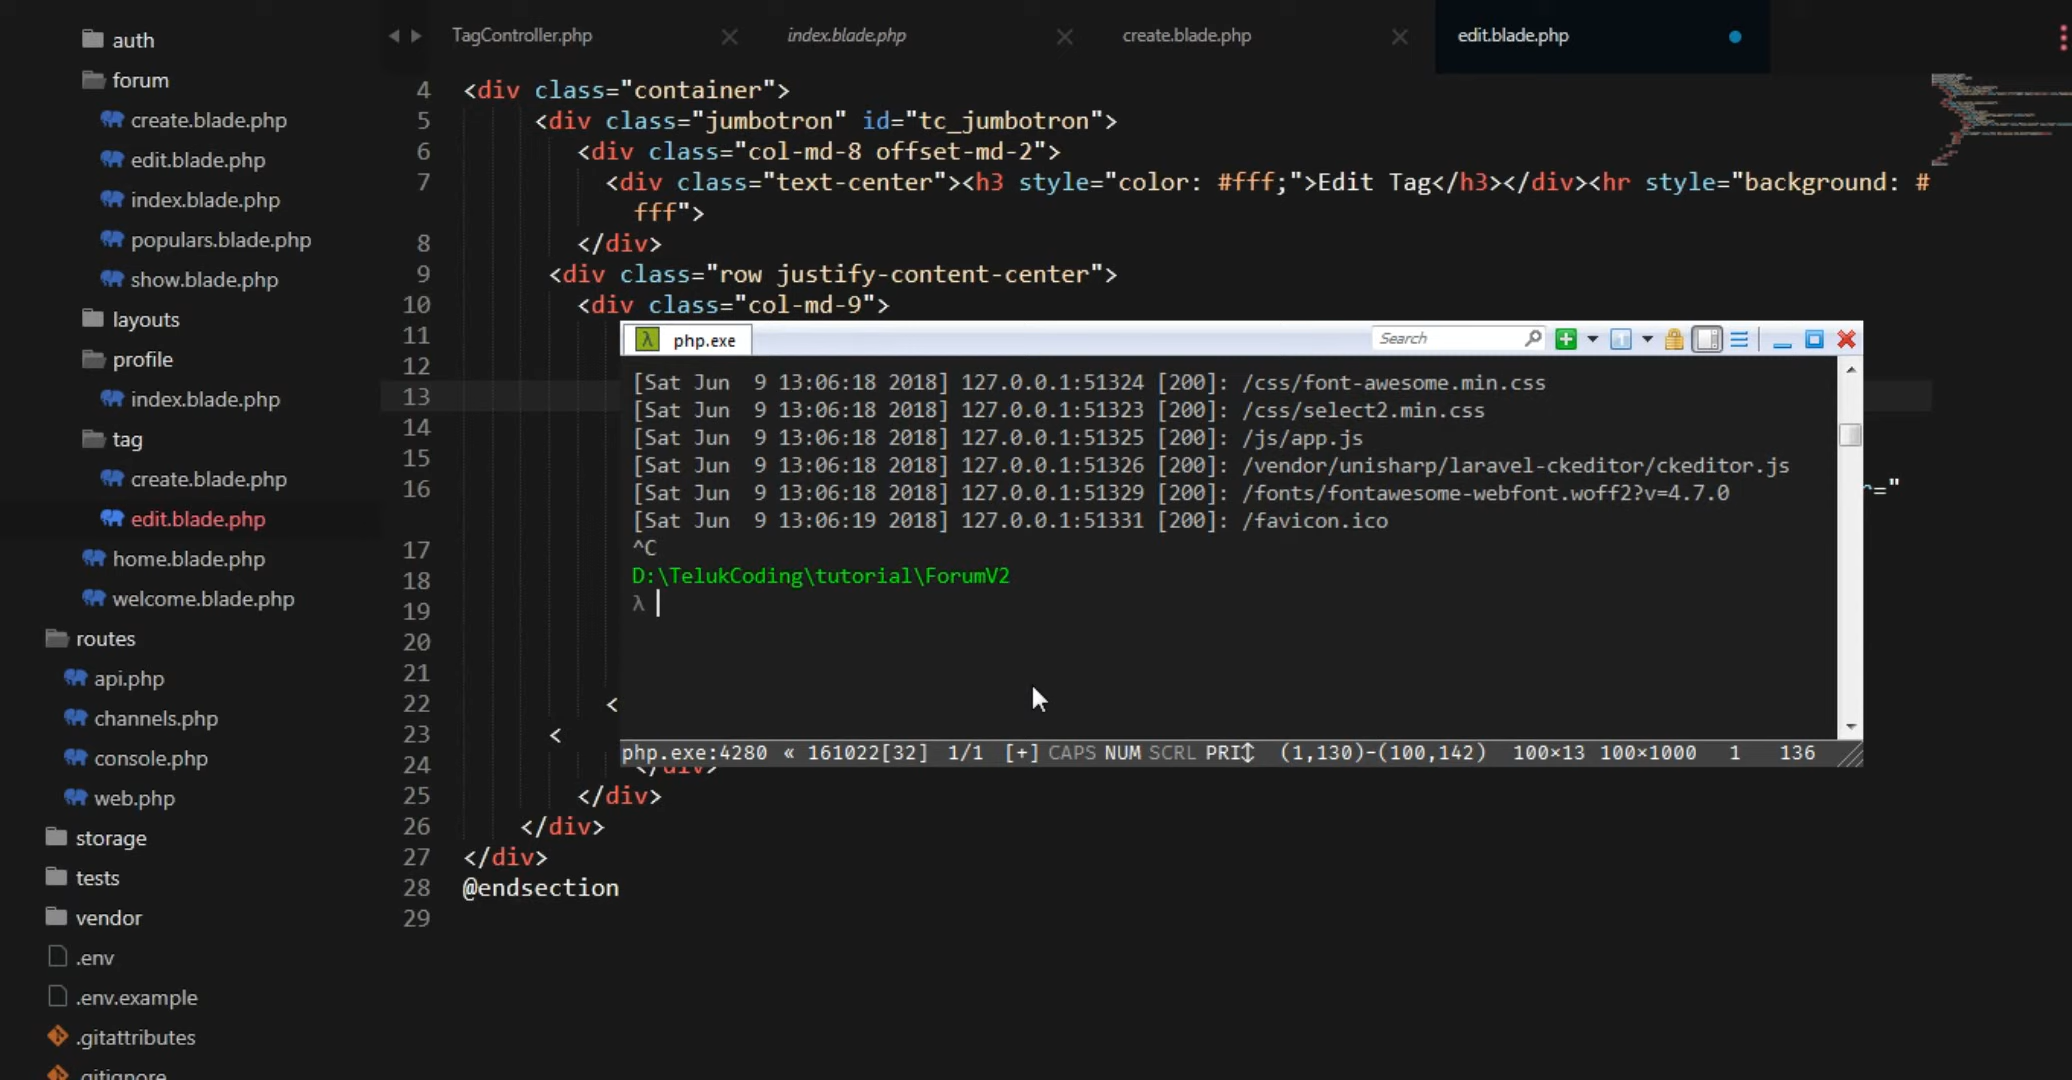 auth
forum
create.blade.php
edit.blade.php
index.blade.php
populars.blade.php
show.blade.php
layouts
profile
index.blade.php
tag
create.blade.php
edit.blade.php
home.blade.php
welcome.blade.php
routes
api.php
channels.php
console.php
web.php
storage
tests
vendor
.env
.env.example
.gitattributes
.gitignore
TagController.php
index.blade.php
create.blade.php
edit.blade.php
4 <div class="container">
5 <div class="jumbotron" id="tc_jumbotron">
6 <div class="col-md-8 offset-md-2">
7 <div class="text-center"><h3 style="color: #fff;">Edit Tag</h3></div><hr style="background: #
fff">
8 </div>
9 <div class="row justify-content-center">
10 <div class="col-md-9">
11
12
13
14
15
16 ="
17
18
19
20
21
22 <
23 <
24 </div>
25 </div>
26 </div>
27 </div>
28 @endsection
29
λ php.exe
Search
1
[Sat Jun 9 13:06:18 2018] 127.0.0.1:51324 [200]: /css/font-awesome.min.css
[Sat Jun 9 13:06:18 2018] 127.0.0.1:51323 [200]: /css/select2.min.css
[Sat Jun 9 13:06:18 2018] 127.0.0.1:51325 [200]: /js/app.js
[Sat Jun 9 13:06:18 2018] 127.0.0.1:51326 [200]: /vendor/unisharp/laravel-ckeditor/ckeditor.js
[Sat Jun 9 13:06:18 2018] 127.0.0.1:51329 [200]: /fonts/fontawesome-webfont.woff2?v=4.7.0
[Sat Jun 9 13:06:19 2018] 127.0.0.1:51331 [200]: /favicon.ico
^C
D:\TelukCoding\tutorial\ForumV2
λ
php.exe:4280 « 161022[32] 1/1 [+] CAPS NUM SCRL PRI↕ (1,130)-(100,142) 100×13 100×1000 1 136